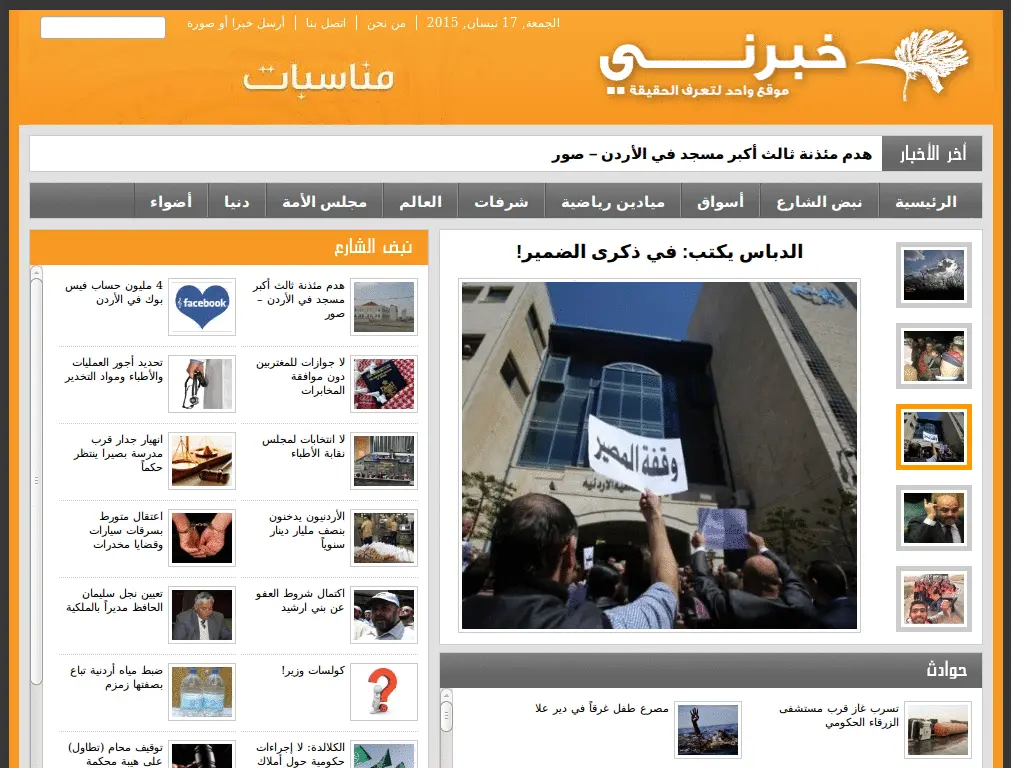 الجمعة, 17 نيسان, 2015
من نحن
اتصل بنا
أرسل خبرا أو صورة
خبرني
موقع واحد لتعرف الحقيقة
مناسبات
أخر الأخبار
هدم مئذنة ثالث أكبر مسجد في الأردن – صور
الرئيسية
نبض الشارع
أسواق
ميادين رياضية
شرفات
العالم
مجلس الأمة
دنيا
أضواء
الدباس يكتب: في ذكرى الضمير!
وقفة المصير
نبض الشارع
هدم مئذنة ثالث أكبر
مسجد في الأردن –
صور
4 مليون حساب فيس
بوك في الأردن
facebook
لا جوازات للمغتربين
دون موافقة
المخابرات
تحديد أجور العمليات
والأطباء ومواد التخدير
لا انتخابات لمجلس
نقابة الأطباء
انهيار جدار قرب
مدرسة بصيرا ينتظر
حكماً
الأردنيون يدخنون
بنصف مليار دينار
سنوياً
اعتقال متورط
بسرقات سيارات
وقضايا مخدرات
اكتمال شروط العفو
عن بني ارشيد
تعيين نجل سليمان
الحافظ مديراً بالملكية
كولسات وزير!
ضبط مياه أردنية تباع
بصفتها زمزم
الكلالدة: لا إجراءات
حكومية حول أملاك
توقيف محام (تطاول)
على هيبة محكمة
حوادث
تسرب غاز قرب مستشفى
الزرقاء الحكومي
مصرع طفل غرقاً في دير علا